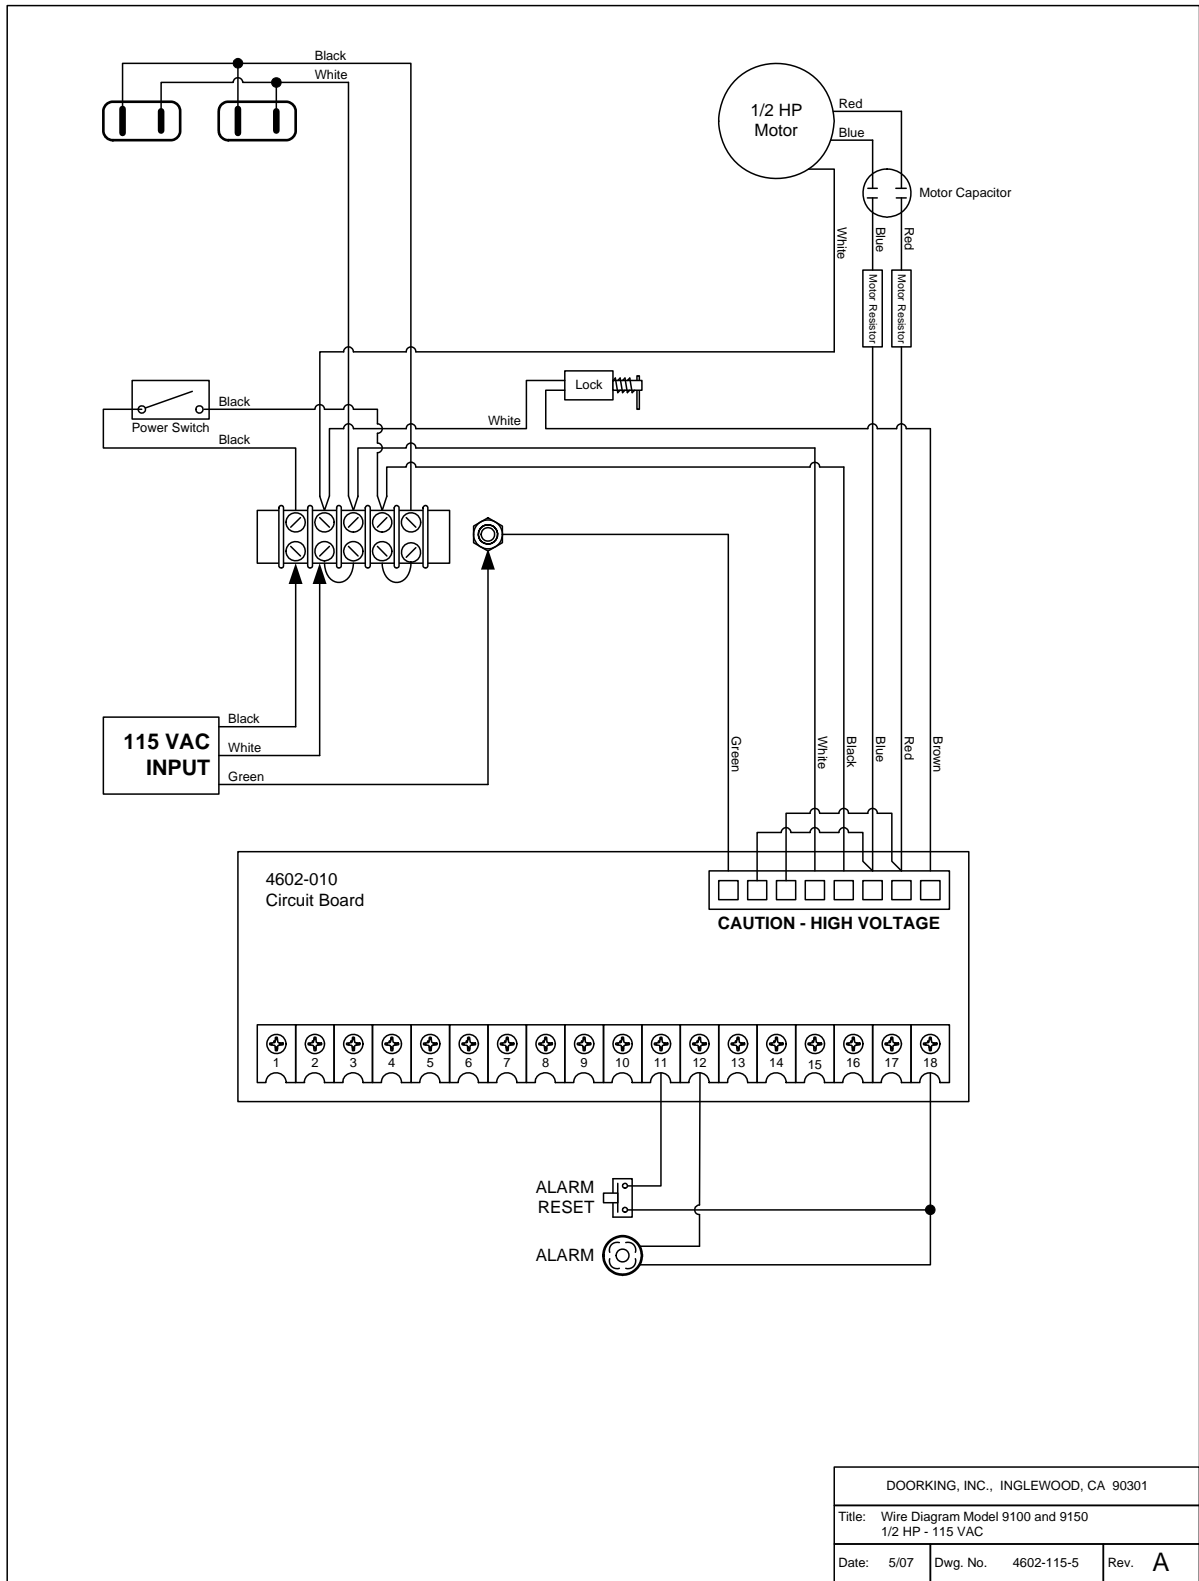 Black
White
1/2 HP
Motor
Red
Blue
Motor Capacitor
White
Blue
Red
Motor Resistor
Motor Resistor
Lock
White
Black
Power Switch
Black
115 VAC
INPUT
Black
White
Green
Green
White
Black
Blue
Red
Brown
4602-010
Circuit Board
CAUTION - HIGH VOLTAGE
1 2 3 4 5 6 7 8 9 10 11 12 13 14 15 16 17 18
ALARM
RESET
ALARM
DOORKING, INC., INGLEWOOD, CA 90301
Title: Wire Diagram Model 9100 and 9150
1/2 HP - 115 VAC
Date: 5/07 Dwg. No. 4602-115-5 Rev. A